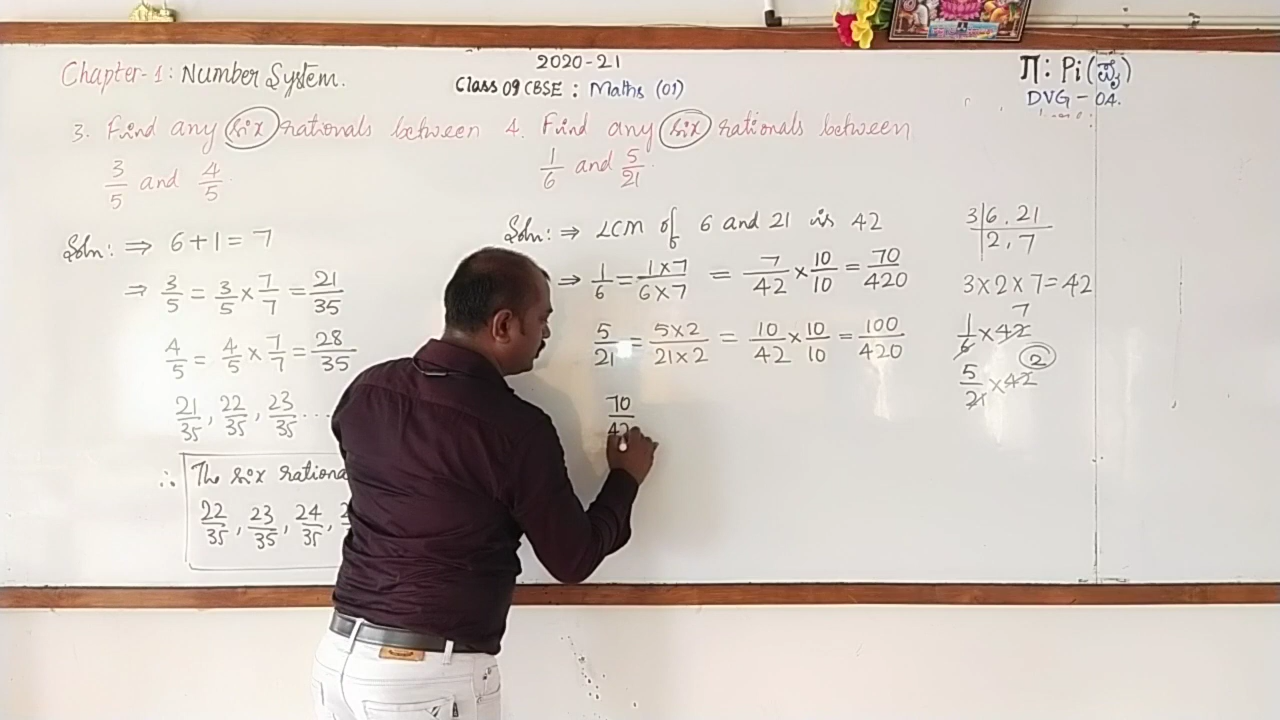 2020-21
Chapter-1: Number System.
Class 09 CBSE : Maths (01)
Π: Pi(ಪೈ)
DVG-04.
3. Find any six rationals between
3/5 and 4/5.
Soln: ⇒ 6+1=7
⇒ 3/5 = 3/5 × 7/7 = 21/35
4/5 = 4/5 × 7/7 = 28/35
21/35, 22/35, 23/35 ....
∴ The six rationa
22/35, 23/35, 24/35,
4. Find any six rationals between
1/6 and 5/21.
Soln: ⇒ LCM of 6 and 21 is 42
⇒ 1/6 = 1×7/6×7 = 7/42 × 10/10 = 70/420
5/21 = 5×2/21×2 = 10/42 × 10/10 = 100/420
70/42
3|6.21
2,7
3×2×7=42
7
1/6 × 42
2
5/21 × 42